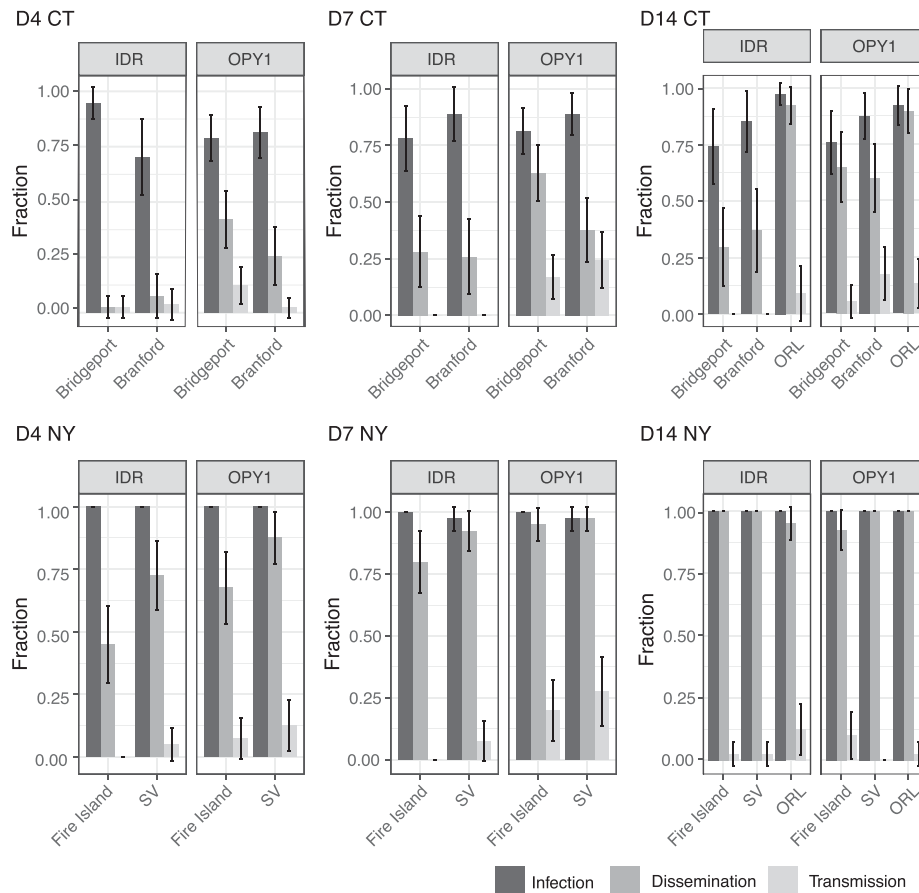 D4 CT
D7 CT
D14 CT
IDR
OPY1
IDR
OPY1
IDR
OPY1
1.00
0.75
0.50
0.25
0.00
Fraction
Bridgeport
Branford
Bridgeport
Branford
1.00
0.75
0.50
0.25
0.00
Fraction
Bridgeport
Branford
Bridgeport
Branford
1.00
0.75
0.50
0.25
0.00
Fraction
Bridgeport
Branford
ORL
Bridgeport
Branford
ORL
D4 NY
D7 NY
D14 NY
IDR
OPY1
IDR
OPY1
IDR
OPY1
1.00
0.75
0.50
0.25
0.00
Fraction
Fire Island
SV
Fire Island
SV
1.00
0.75
0.50
0.25
0.00
Fraction
Fire Island
SV
Fire Island
SV
1.00
0.75
0.50
0.25
0.00
Fraction
Fire Island
SV
ORL
Fire Island
SV
ORL
Infection
Dissemination
Transmission